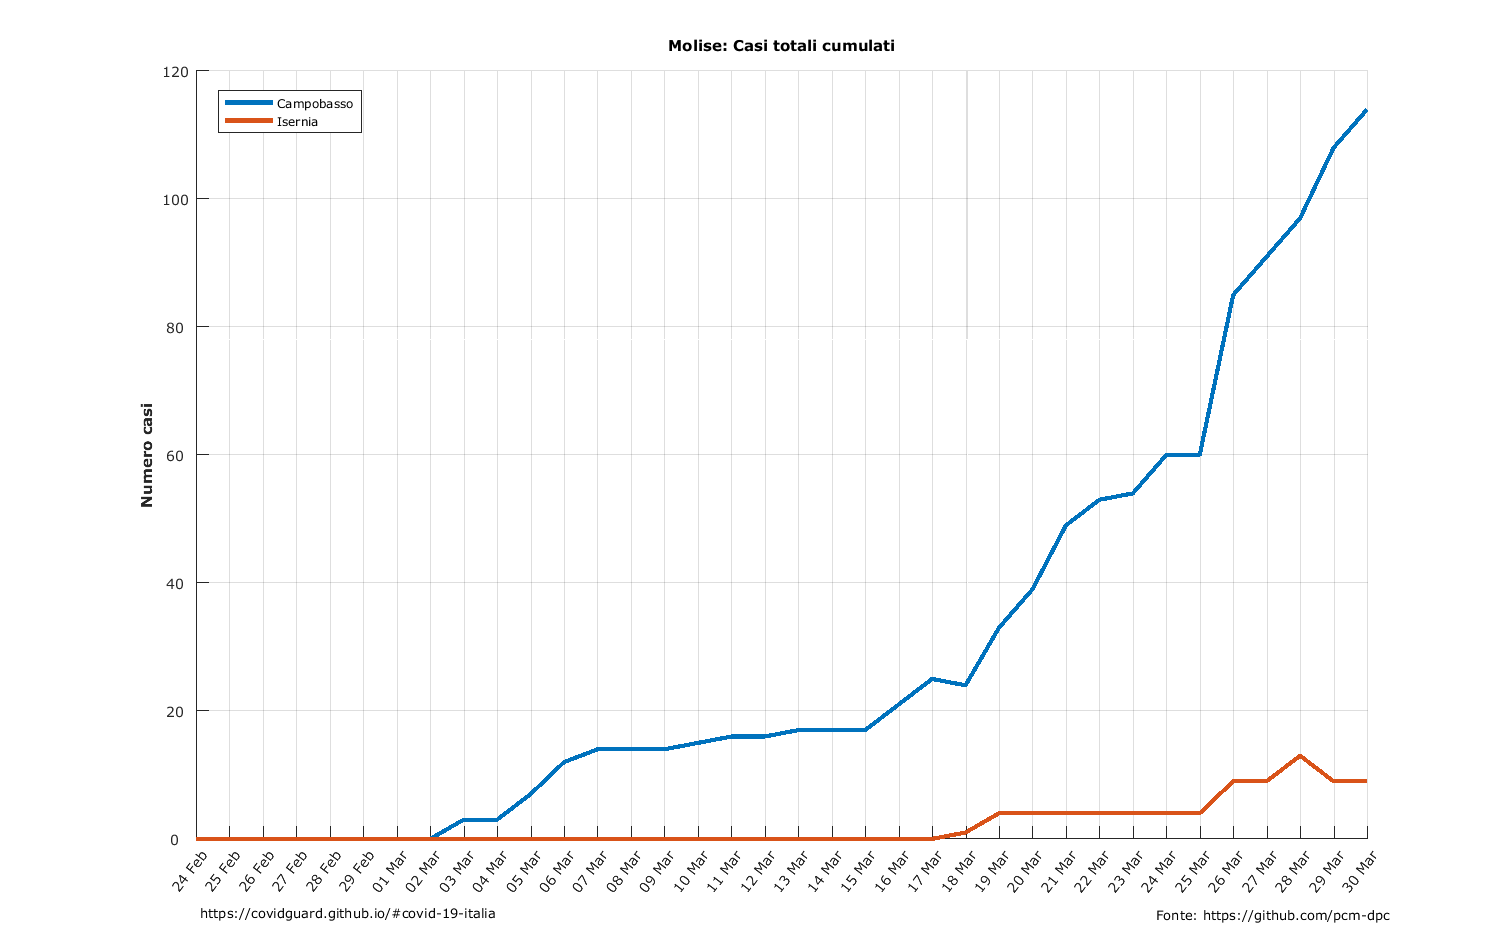 Molise: Casi totali cumulati
120
100
80
60
40
20
0
Numero casi
Campobasso
Isernia
24 Feb
25 Feb
26 Feb
27 Feb
28 Feb
29 Feb
01 Mar
02 Mar
03 Mar
04 Mar
05 Mar
06 Mar
07 Mar
08 Mar
09 Mar
10 Mar
11 Mar
12 Mar
13 Mar
14 Mar
15 Mar
16 Mar
17 Mar
18 Mar
19 Mar
20 Mar
21 Mar
22 Mar
23 Mar
24 Mar
25 Mar
26 Mar
27 Mar
28 Mar
29 Mar
30 Mar
https://covidguard.github.io/#covid-19-italia
Fonte: https://github.com/pcm-dpc